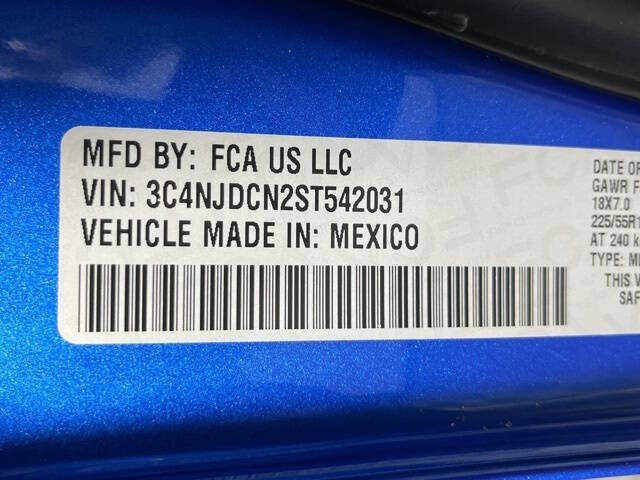 MFD BY: FCA US LLC
VIN: 3C4NJDCN2ST542031
VEHICLE MADE IN: MEXICO
DATE OF
GAWR F
18X7.0
225/55R1
AT 240 k
TYPE: M
THIS V
SAF